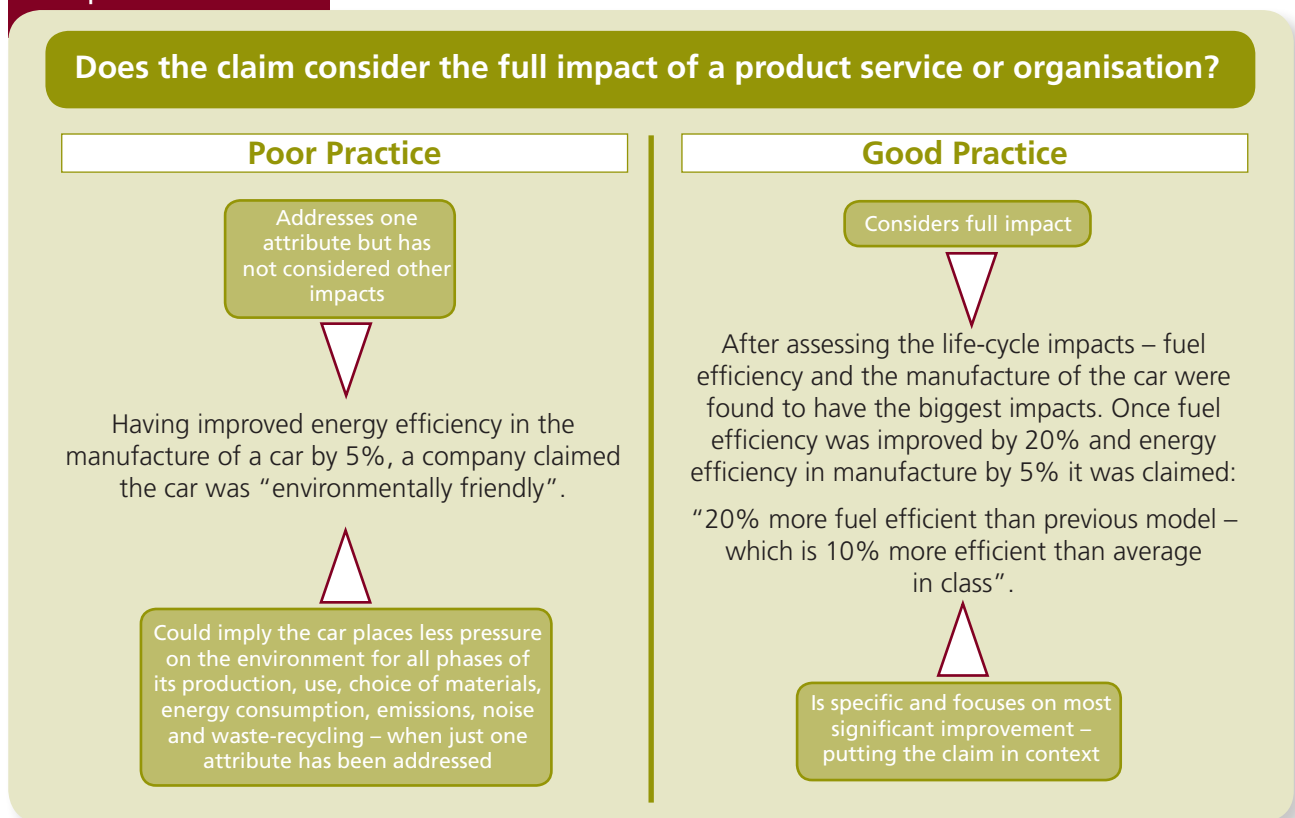 Does the claim consider the full impact of a product service or organisation?
Poor Practice
Addresses one
attribute but has
not considered other
impacts
Having improved energy efficiency in the
manufacture of a car by 5%, a company claimed
the car was “environmentally friendly”.
Could imply the car places less pressure
on the environment for all phases of
its production, use, choice of materials,
energy consumption, emissions, noise
and waste-recycling – when just one
attribute has been addressed
Good Practice
Considers full impact
After assessing the life-cycle impacts – fuel
efficiency and the manufacture of the car were
found to have the biggest impacts. Once fuel
efficiency was improved by 20% and energy
efficiency in manufacture by 5% it was claimed:
“20% more fuel efficient than previous model –
which is 10% more efficient than average
in class”.
Is specific and focuses on most
significant improvement –
putting the claim in context